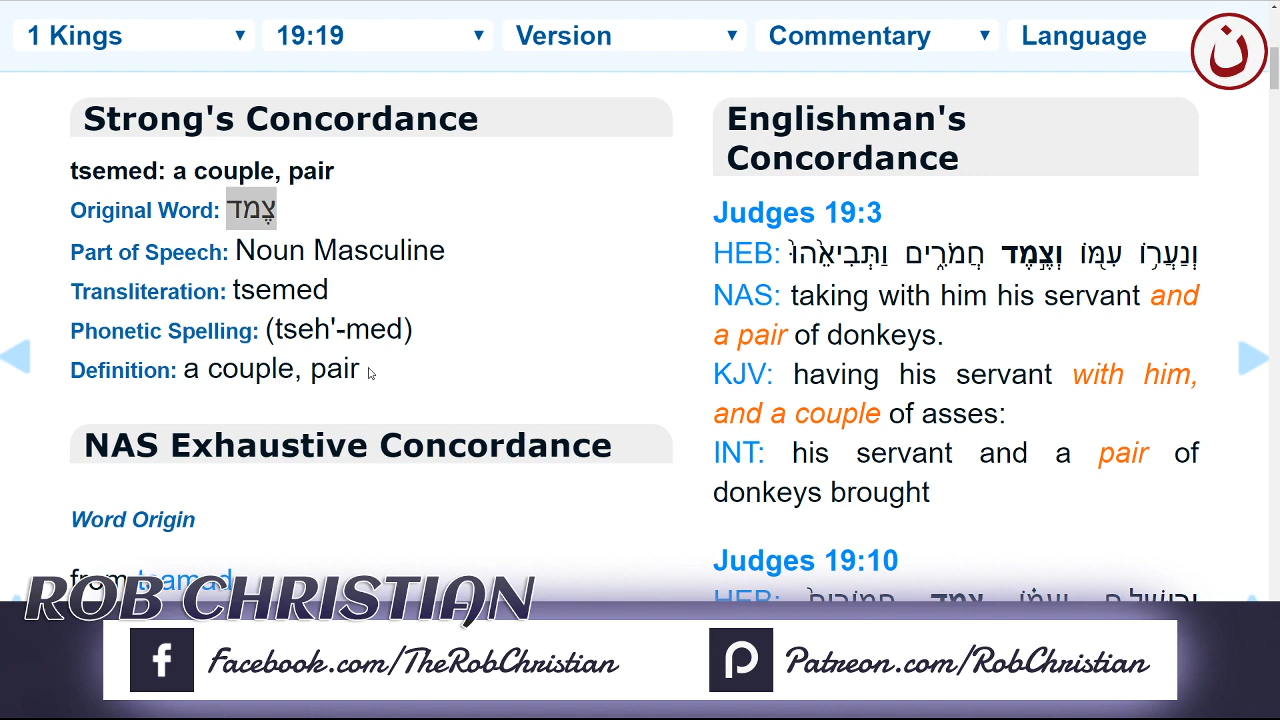 1 Kings
19:19
Version
Commentary
Language
ن
Strong's Concordance
tsemed: a couple, pair
Original Word: צֶמד
Part of Speech: Noun Masculine
Transliteration: tsemed
Phonetic Spelling: (tseh'-med)
Definition: a couple, pair
NAS Exhaustive Concordance
Word Origin
from tsamad
Englishman's
Concordance
Judges 19:3
HEB: וְנַעֲר֥וֹ עִמּ֖וֹ וְצֶ֣מֶד חֲמֹרִ֑ים וַתְּבִיאֵ֙הוּ֙
NAS: taking with him his servant and
a pair of donkeys.
KJV: having his servant with him,
and a couple of asses:
INT: his servant and a pair of
donkeys brought
Judges 19:10
HEB:
ROB CHRISTIAN
Facebook.com/TheRobChristian
Patreon.com/RobChristian